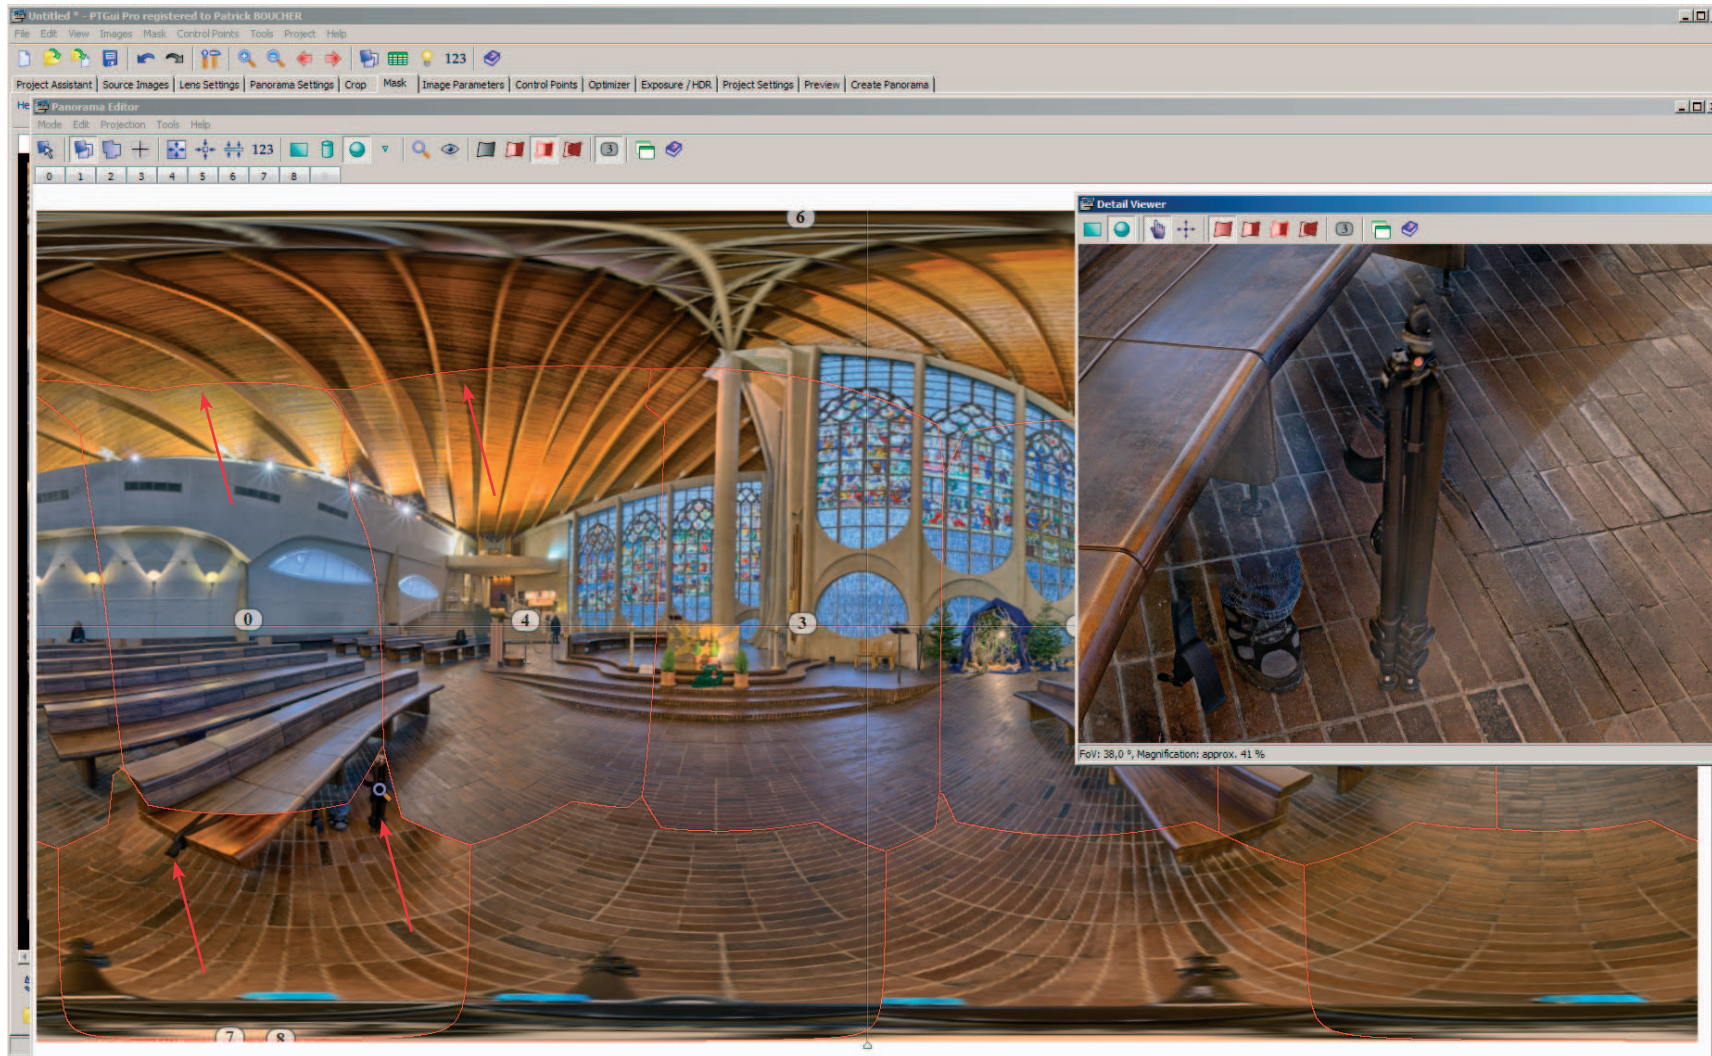 Untitled * - PTGui Pro registered to Patrick BOUCHER
File Edit View Images Mask Control Points Tools Project Help
123
Project Assistant Source Images Lens Settings Panorama Settings Crop Mask Image Parameters Control Points Optimizer Exposure / HDR Project Settings Preview Create Panorama
He
Panorama Editor
Mode Edit Projection Tools Help
123 3
0 1 2 3 4 5 6 7 8
6
Detail Viewer
3
0 4 3
FoV: 38,0 °, Magnification: approx. 41 %
7 8